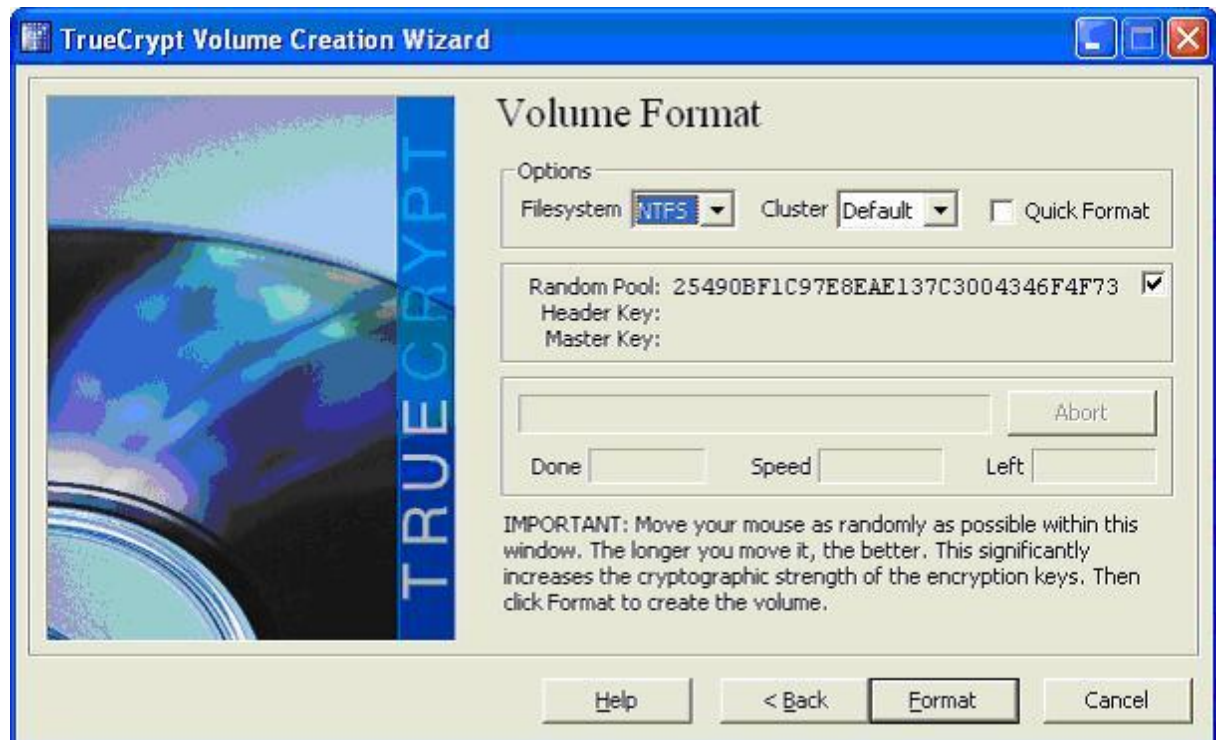 TrueCrypt Volume Creation Wizard
TRUECRYPT
Volume Format
Options
Filesystem NTFS Cluster Default Quick Format
Random Pool: 25490BF1C97E8EAE137C3004346F4F73
Header Key:
Master Key:
Abort
Done Speed Left
IMPORTANT: Move your mouse as randomly as possible within this
window. The longer you move it, the better. This significantly
increases the cryptographic strength of the encryption keys. Then
click Format to create the volume.
Help < Back Format Cancel